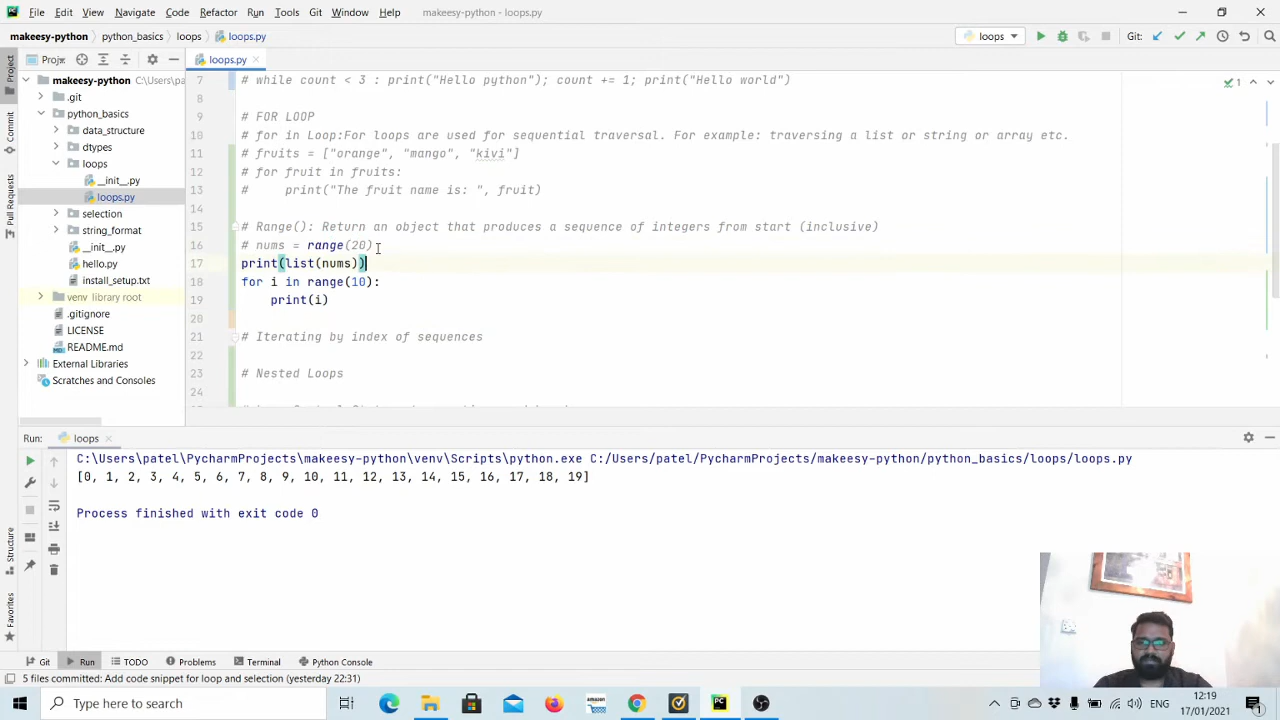 File Edit View Navigate Code Refactor Run Tools Git Window Help makeesy-python - loops.py
makeesy-python python_basics loops loops.py loops Git:
Project loops.py
makeesy-python C:\Users\pa
.git
python_basics
data_structure
dtypes
loops
__init__.py
loops.py
selection
string_format
__init__.py
hello.py
install_setup.txt
venv library root
.gitignore
LICENSE
README.md
External Libraries
Scratches and Consoles
Project
Commit
Pull Requests
Structure
Favorites
7 # while count < 3 : print("Hello python"); count += 1; print("Hello world")
8
9 # FOR LOOP
10 # for in Loop:For loops are used for sequential traversal. For example: traversing a list or string or array etc.
11 # fruits = ["orange", "mango", "kivi"]
12 # for fruit in fruits:
13 #     print("The fruit name is: ", fruit)
14
15 # Range(): Return an object that produces a sequence of integers from start (inclusive)
16 # nums = range(20)
17 print(list(nums))
18 for i in range(10):
19     print(i)
20
21 # Iterating by index of sequences
22
23 # Nested Loops
24
1
Run: loops
C:\Users\patel\PycharmProjects\makeesy-python\venv\Scripts\python.exe C:/Users/patel/PycharmProjects/makeesy-python/python_basics/loops/loops.py
[0, 1, 2, 3, 4, 5, 6, 7, 8, 9, 10, 11, 12, 13, 14, 15, 16, 17, 18, 19]
Process finished with exit code 0
Git Run TODO Problems Terminal Python Console
5 files committed: Add code snippet for loop and selection (yesterday 22:31)
Type here to search
ENG
12:19
17/01/2021